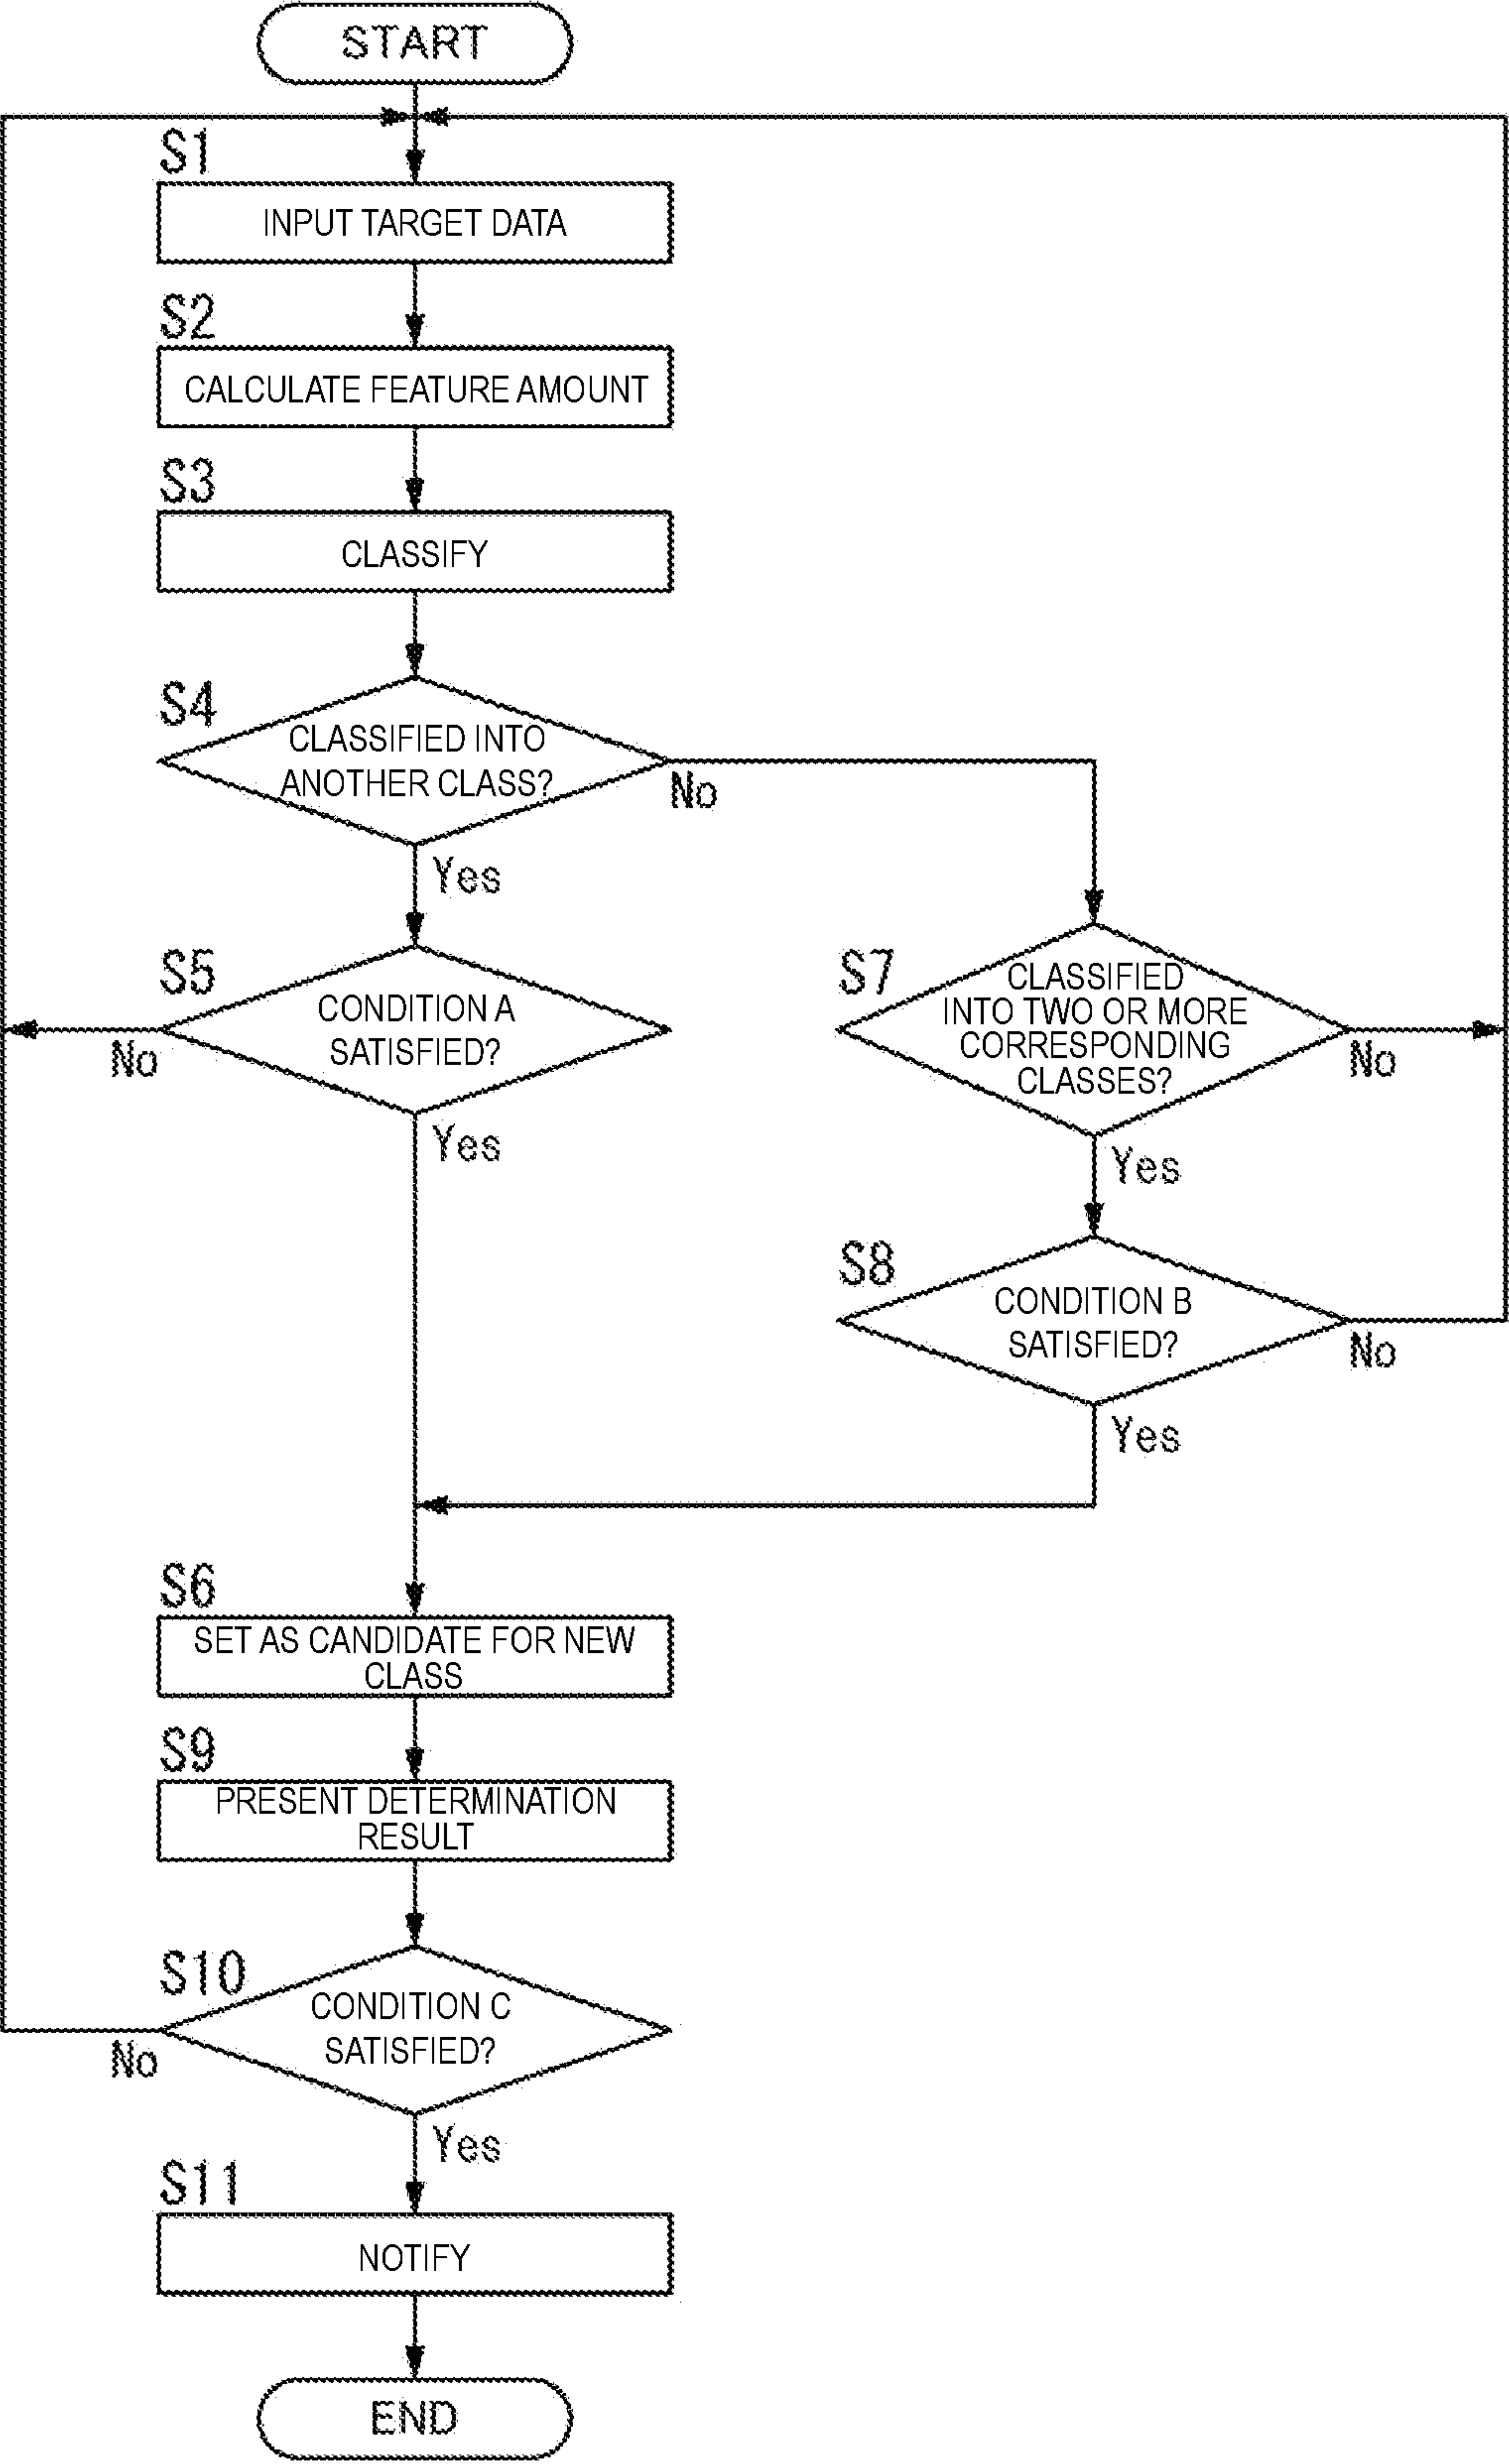 START
S1
INPUT TARGET DATA
S2
CALCULATE FEATURE AMOUNT
S3
CLASSIFY
S4
CLASSIFIED INTO
ANOTHER CLASS?
No
Yes
S5
CONDITION A
SATISFIED?
No
Yes
S7
CLASSIFIED
INTO TWO OR MORE
CORRESPONDING
CLASSES?
No
Yes
S8
CONDITION B
SATISFIED?
No
Yes
S6
SET AS CANDIDATE FOR NEW
CLASS
S9
PRESENT DETERMINATION
RESULT
S10
CONDITION C
SATISFIED?
No
Yes
S11
NOTIFY
END